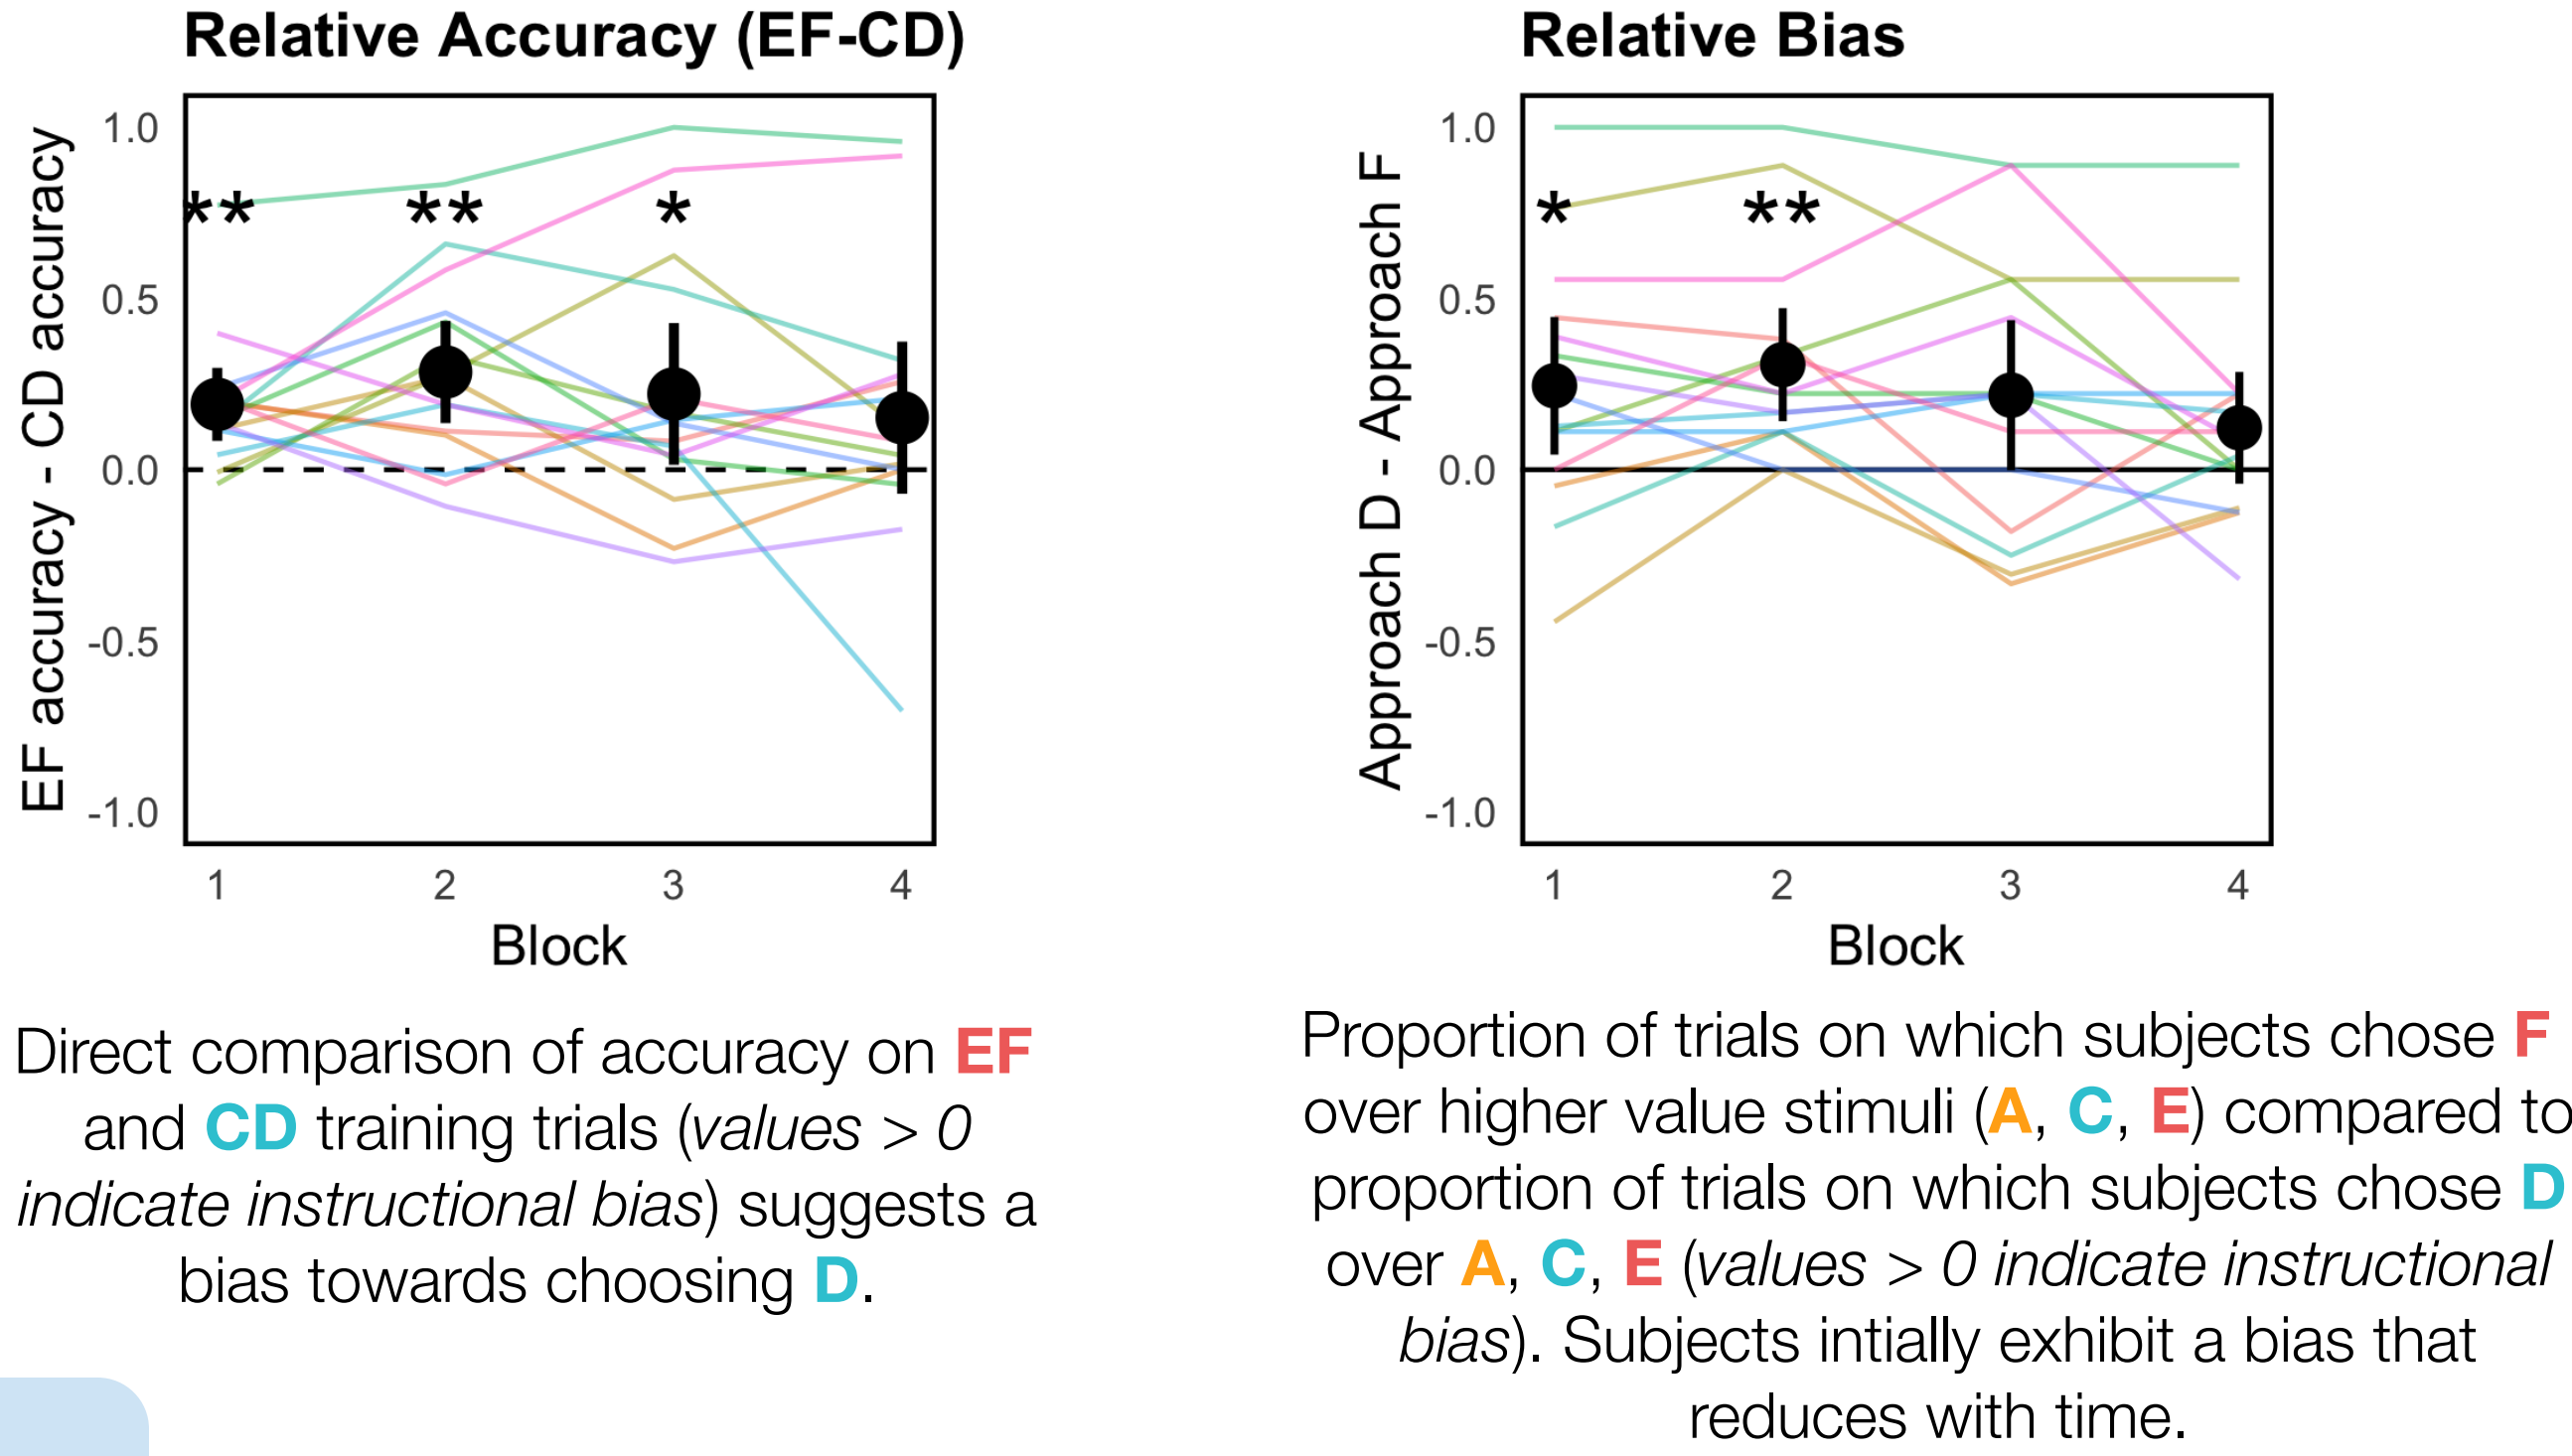 Relative Accuracy (EF-CD)
EF accuracy - CD accuracy
1.0
0.5
0.0
-0.5
-1.0
**
**
*
1
2
3
4
Block
Direct comparison of accuracy on EF
and CD training trials (values > 0
indicate instructional bias) suggests a
bias towards choosing D.
Relative Bias
Approach D - Approach F
1.0
0.5
0.0
-0.5
-1.0
*
**
1
2
3
4
Block
Proportion of trials on which subjects chose F
over higher value stimuli (A, C, E) compared to
proportion of trials on which subjects chose D
over A, C, E (values > 0 indicate instructional
bias). Subjects intially exhibit a bias that
reduces with time.